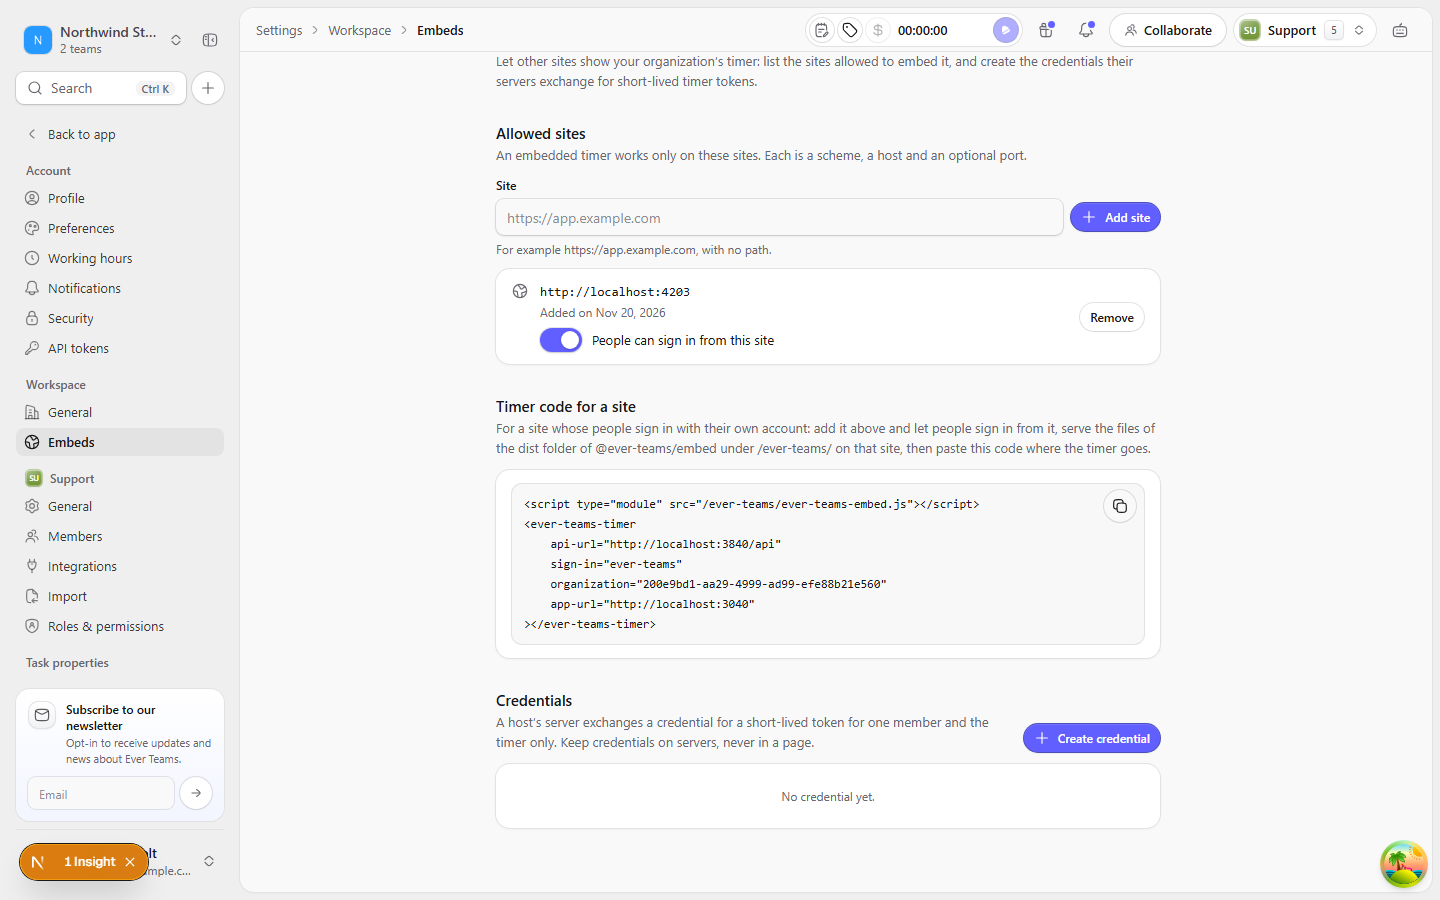 N
Northwind St...
2 teams
Search
Ctrl K
Back to app
Account
Profile
Preferences
Working hours
Notifications
Security
API tokens
Workspace
General
Embeds
SU
Support
General
Members
Integrations
Import
Roles & permissions
Task properties
Subscribe to our
newsletter
Opt-in to receive updates and
news about Ever Teams.
Email
N
1 Insight
Settings
Workspace
Embeds
$
00:00:00
Collaborate
SU
Support
5
Let other sites show your organization's timer: list the sites allowed to embed it, and create the credentials their
servers exchange for short-lived timer tokens.
Allowed sites
An embedded timer works only on these sites. Each is a scheme, a host and an optional port.
Site
https://app.example.com
Add site
For example https://app.example.com, with no path.
http://localhost:4203
Added on Nov 20, 2026
People can sign in from this site
Remove
Timer code for a site
For a site whose people sign in with their own account: add it above and let people sign in from it, serve the files of
the dist folder of @ever-teams/embed under /ever-teams/ on that site, then paste this code where the timer goes.
<script type="module" src="/ever-teams/ever-teams-embed.js"></script>
<ever-teams-timer
api-url="http://localhost:3840/api"
sign-in="ever-teams"
organization="200e9bd1-aa29-4999-ad99-efe88b21e560"
app-url="http://localhost:3040"
></ever-teams-timer>
Credentials
A host's server exchanges a credential for a short-lived token for one member and the
timer only. Keep credentials on servers, never in a page.
Create credential
No credential yet.